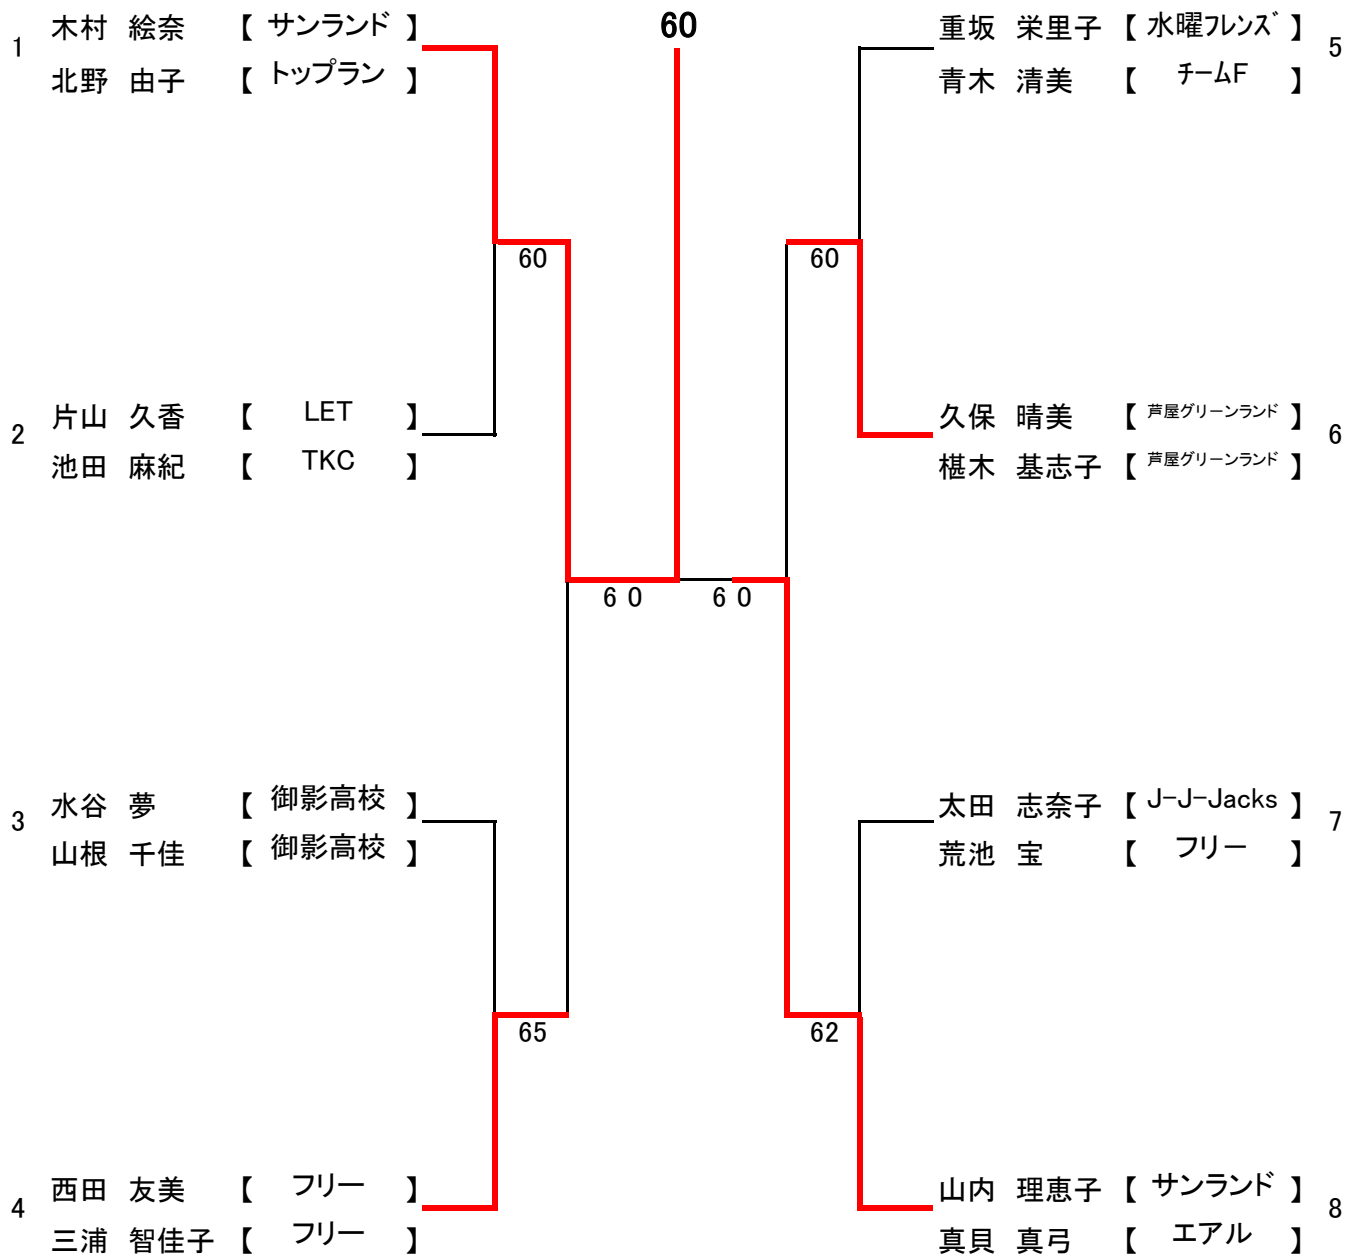 60
1
木村 絵奈 【 サンランド 】
北野 由子 【 トップラン 】
60
2
片山 久香 【 LET 】
池田 麻紀 【 TKC 】
3
水谷 夢 【 御影高校 】
山根 千佳 【 御影高校 】
65
4
西田 友美 【 フリー 】
三浦 智佳子 【 フリー 】
6 0
6 0
重坂 栄里子 【 水曜フレンズ 】
青木 清美 【 チームF 】
5
60
久保 晴美 【 芦屋グリーンランド 】
椹木 基志子 【 芦屋グリーンランド 】
6
太田 志奈子 【 J-J-Jacks 】
荒池 宝 【 フリー 】
7
62
山内 理恵子 【 サンランド 】
真貝 真弓 【 エアル 】
8